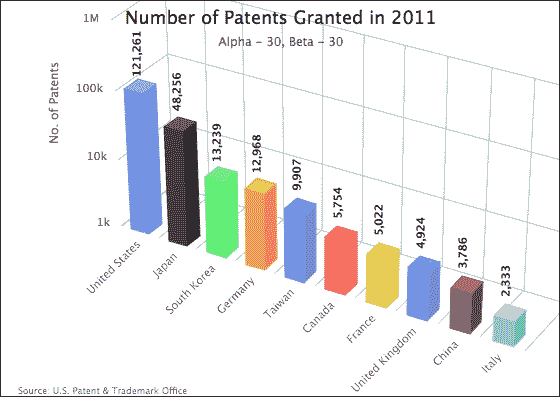 Number of Patents Granted in 2011
Alpha – 30, Beta – 30
No. of Patents
1M
100k
10k
1k
121,261
48,256
13,239
12,968
9,907
5,754
5,022
4,924
3,786
2,333
United States
Japan
South Korea
Germany
Taiwan
Canada
France
United Kingdom
China
Italy
Source: U.S. Patent & Trademark Office